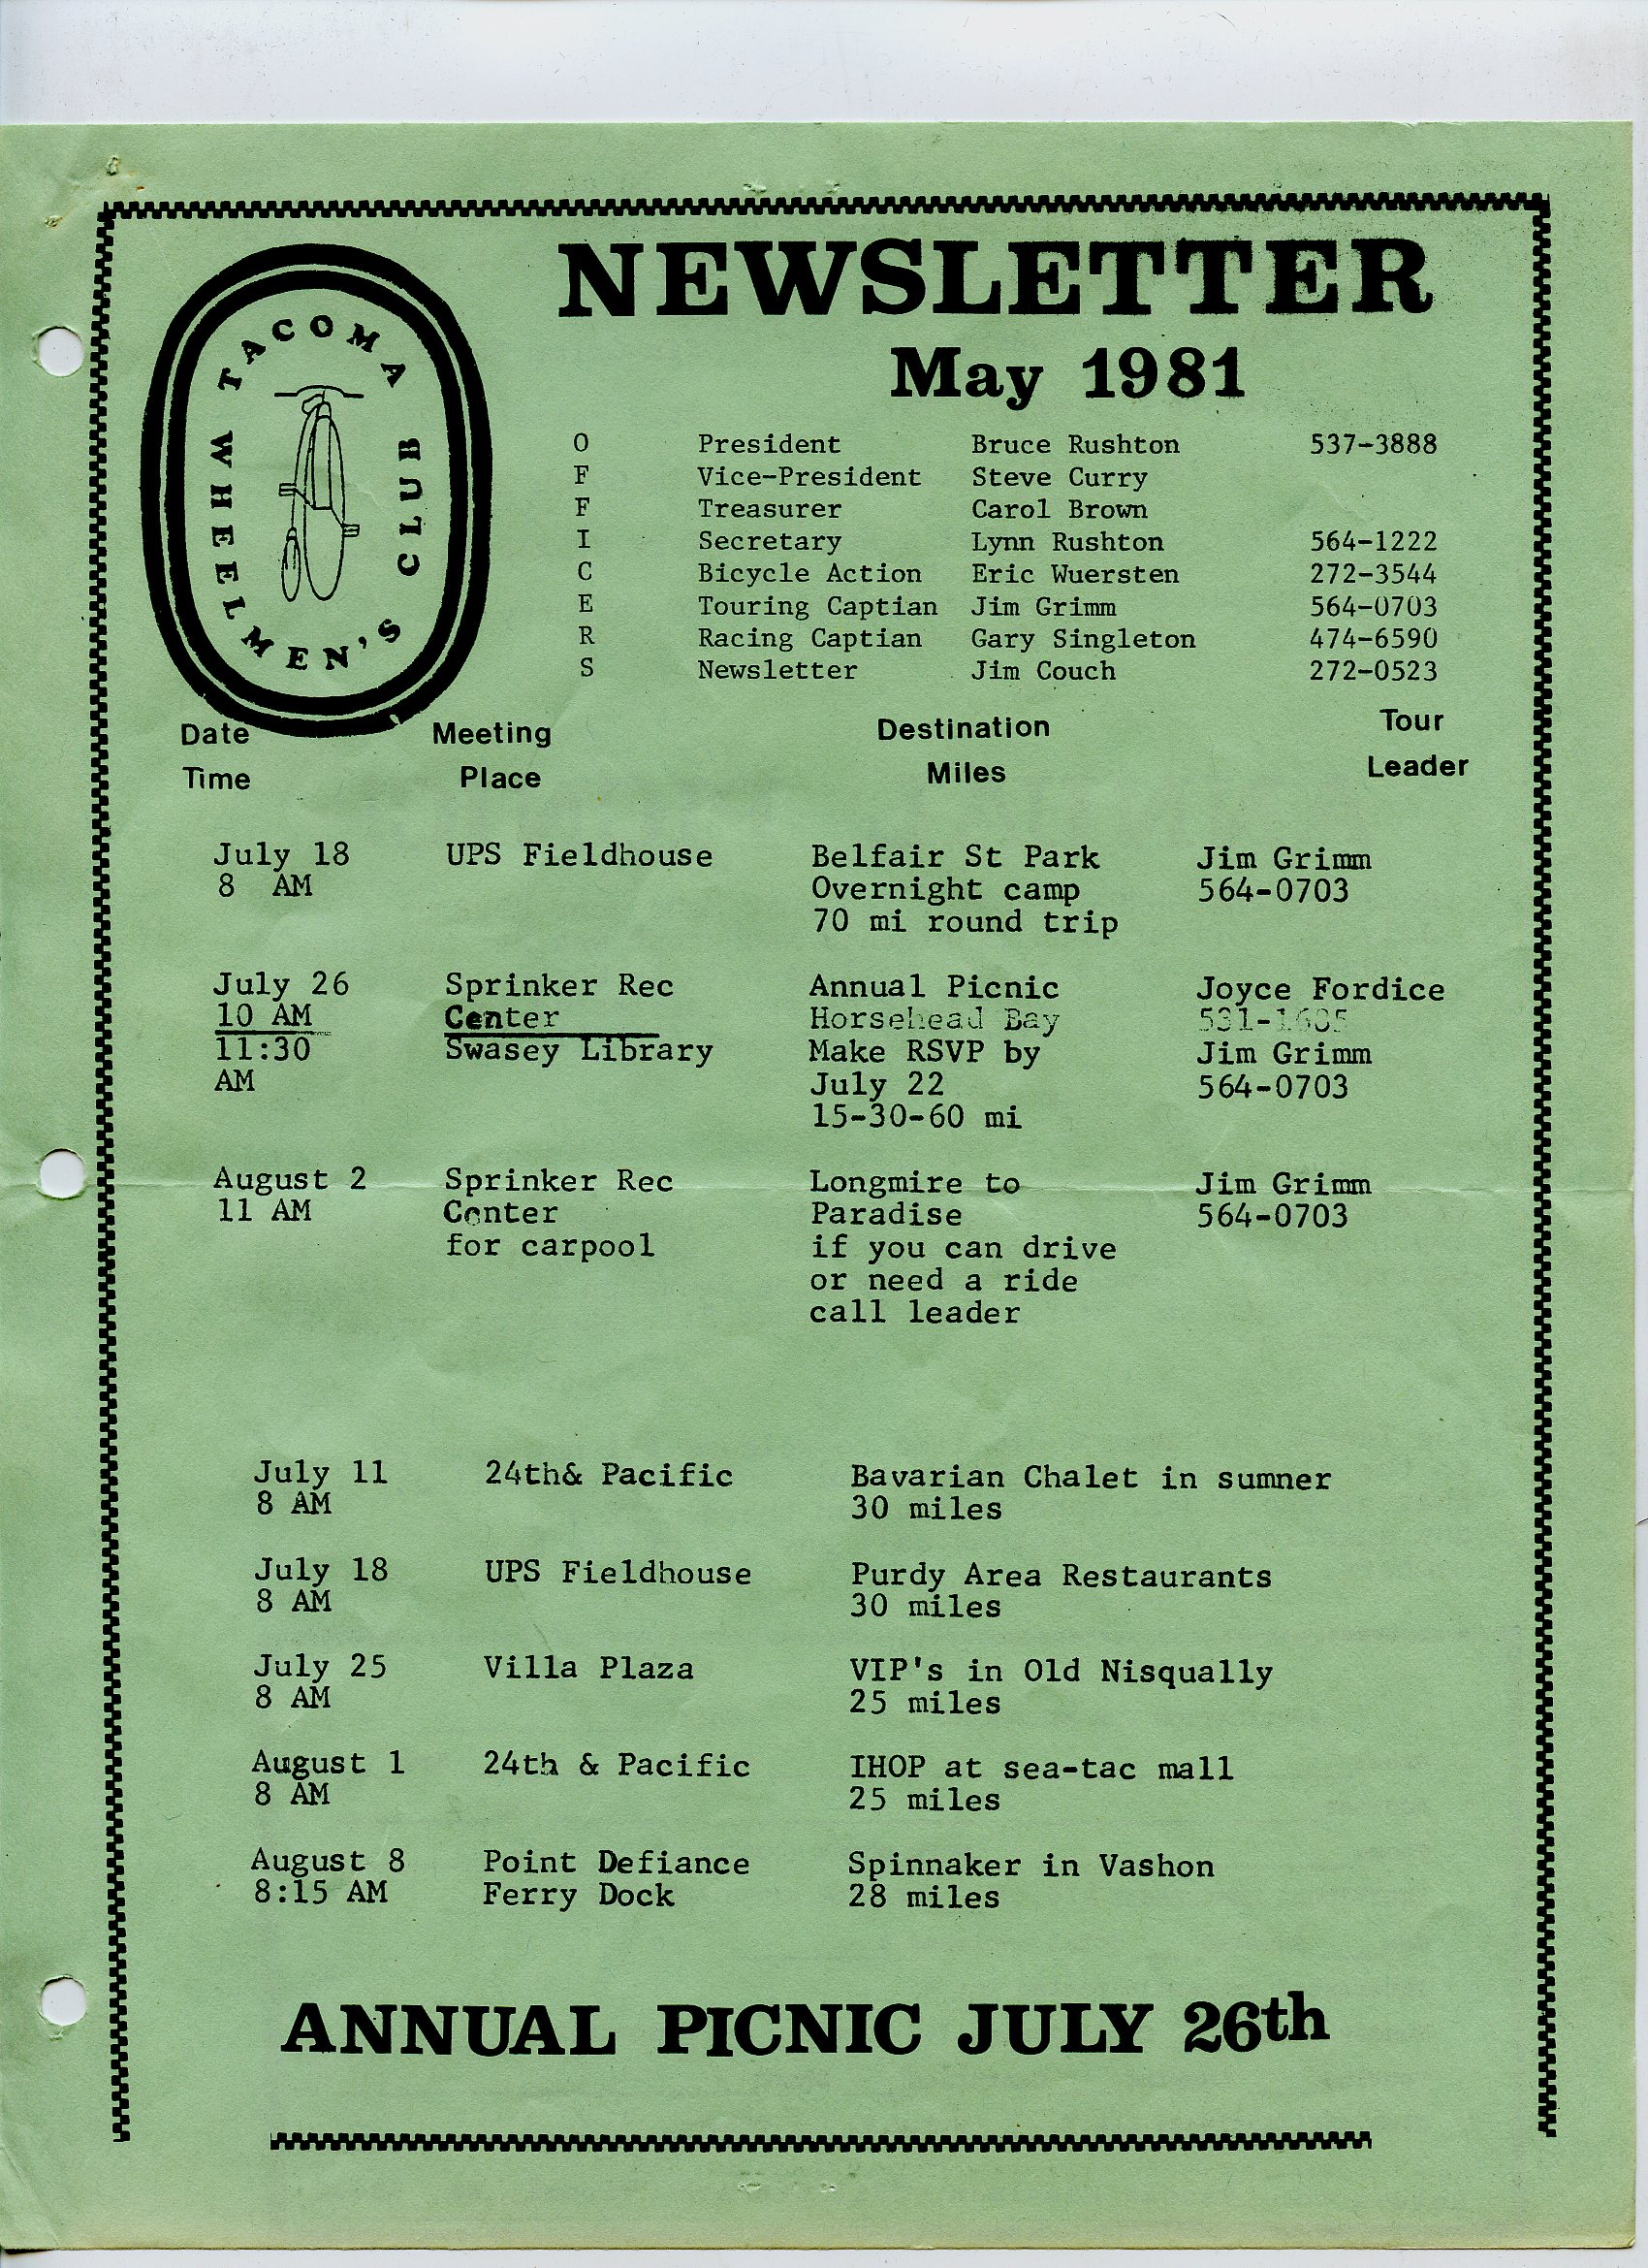 TACOMA WHEELMEN'S CLUB
NEWSLETTER
May 1981
O President Bruce Rushton 537-3888
F Vice-President Steve Curry
F Treasurer Carol Brown
I Secretary Lynn Rushton 564-1222
C Bicycle Action Eric Wuersten 272-3544
E Touring Captian Jim Grimm 564-0703
R Racing Captian Gary Singleton 474-6590
S Newsletter Jim Couch 272-0523
Date Meeting Destination Tour
Time Place Miles Leader
July 18 UPS Fieldhouse Belfair St Park Jim Grimm
8 AM Overnight camp 564-0703
70 mi round trip
July 26 Sprinker Rec Annual Picnic Joyce Fordice
10 AM Center Horsehead Bay
11:30 Swasey Library Make RSVP by Jim Grimm
AM July 22 564-0703
15-30-60 mi
August 2 Sprinker Rec Longmire to Jim Grimm
11 AM Center Paradise 564-0703
for carpool if you can drive
or need a ride
call leader
July 11 24th& Pacific Bavarian Chalet in sumner
8 AM 30 miles
July 18 UPS Fieldhouse Purdy Area Restaurants
8 AM 30 miles
July 25 Villa Plaza VIP's in Old Nisqually
8 AM 25 miles
August 1 24th & Pacific IHOP at sea-tac mall
8 AM 25 miles
August 8 Point Defiance Spinnaker in Vashon
8:15 AM Ferry Dock 28 miles
ANNUAL PICNIC JULY 26th